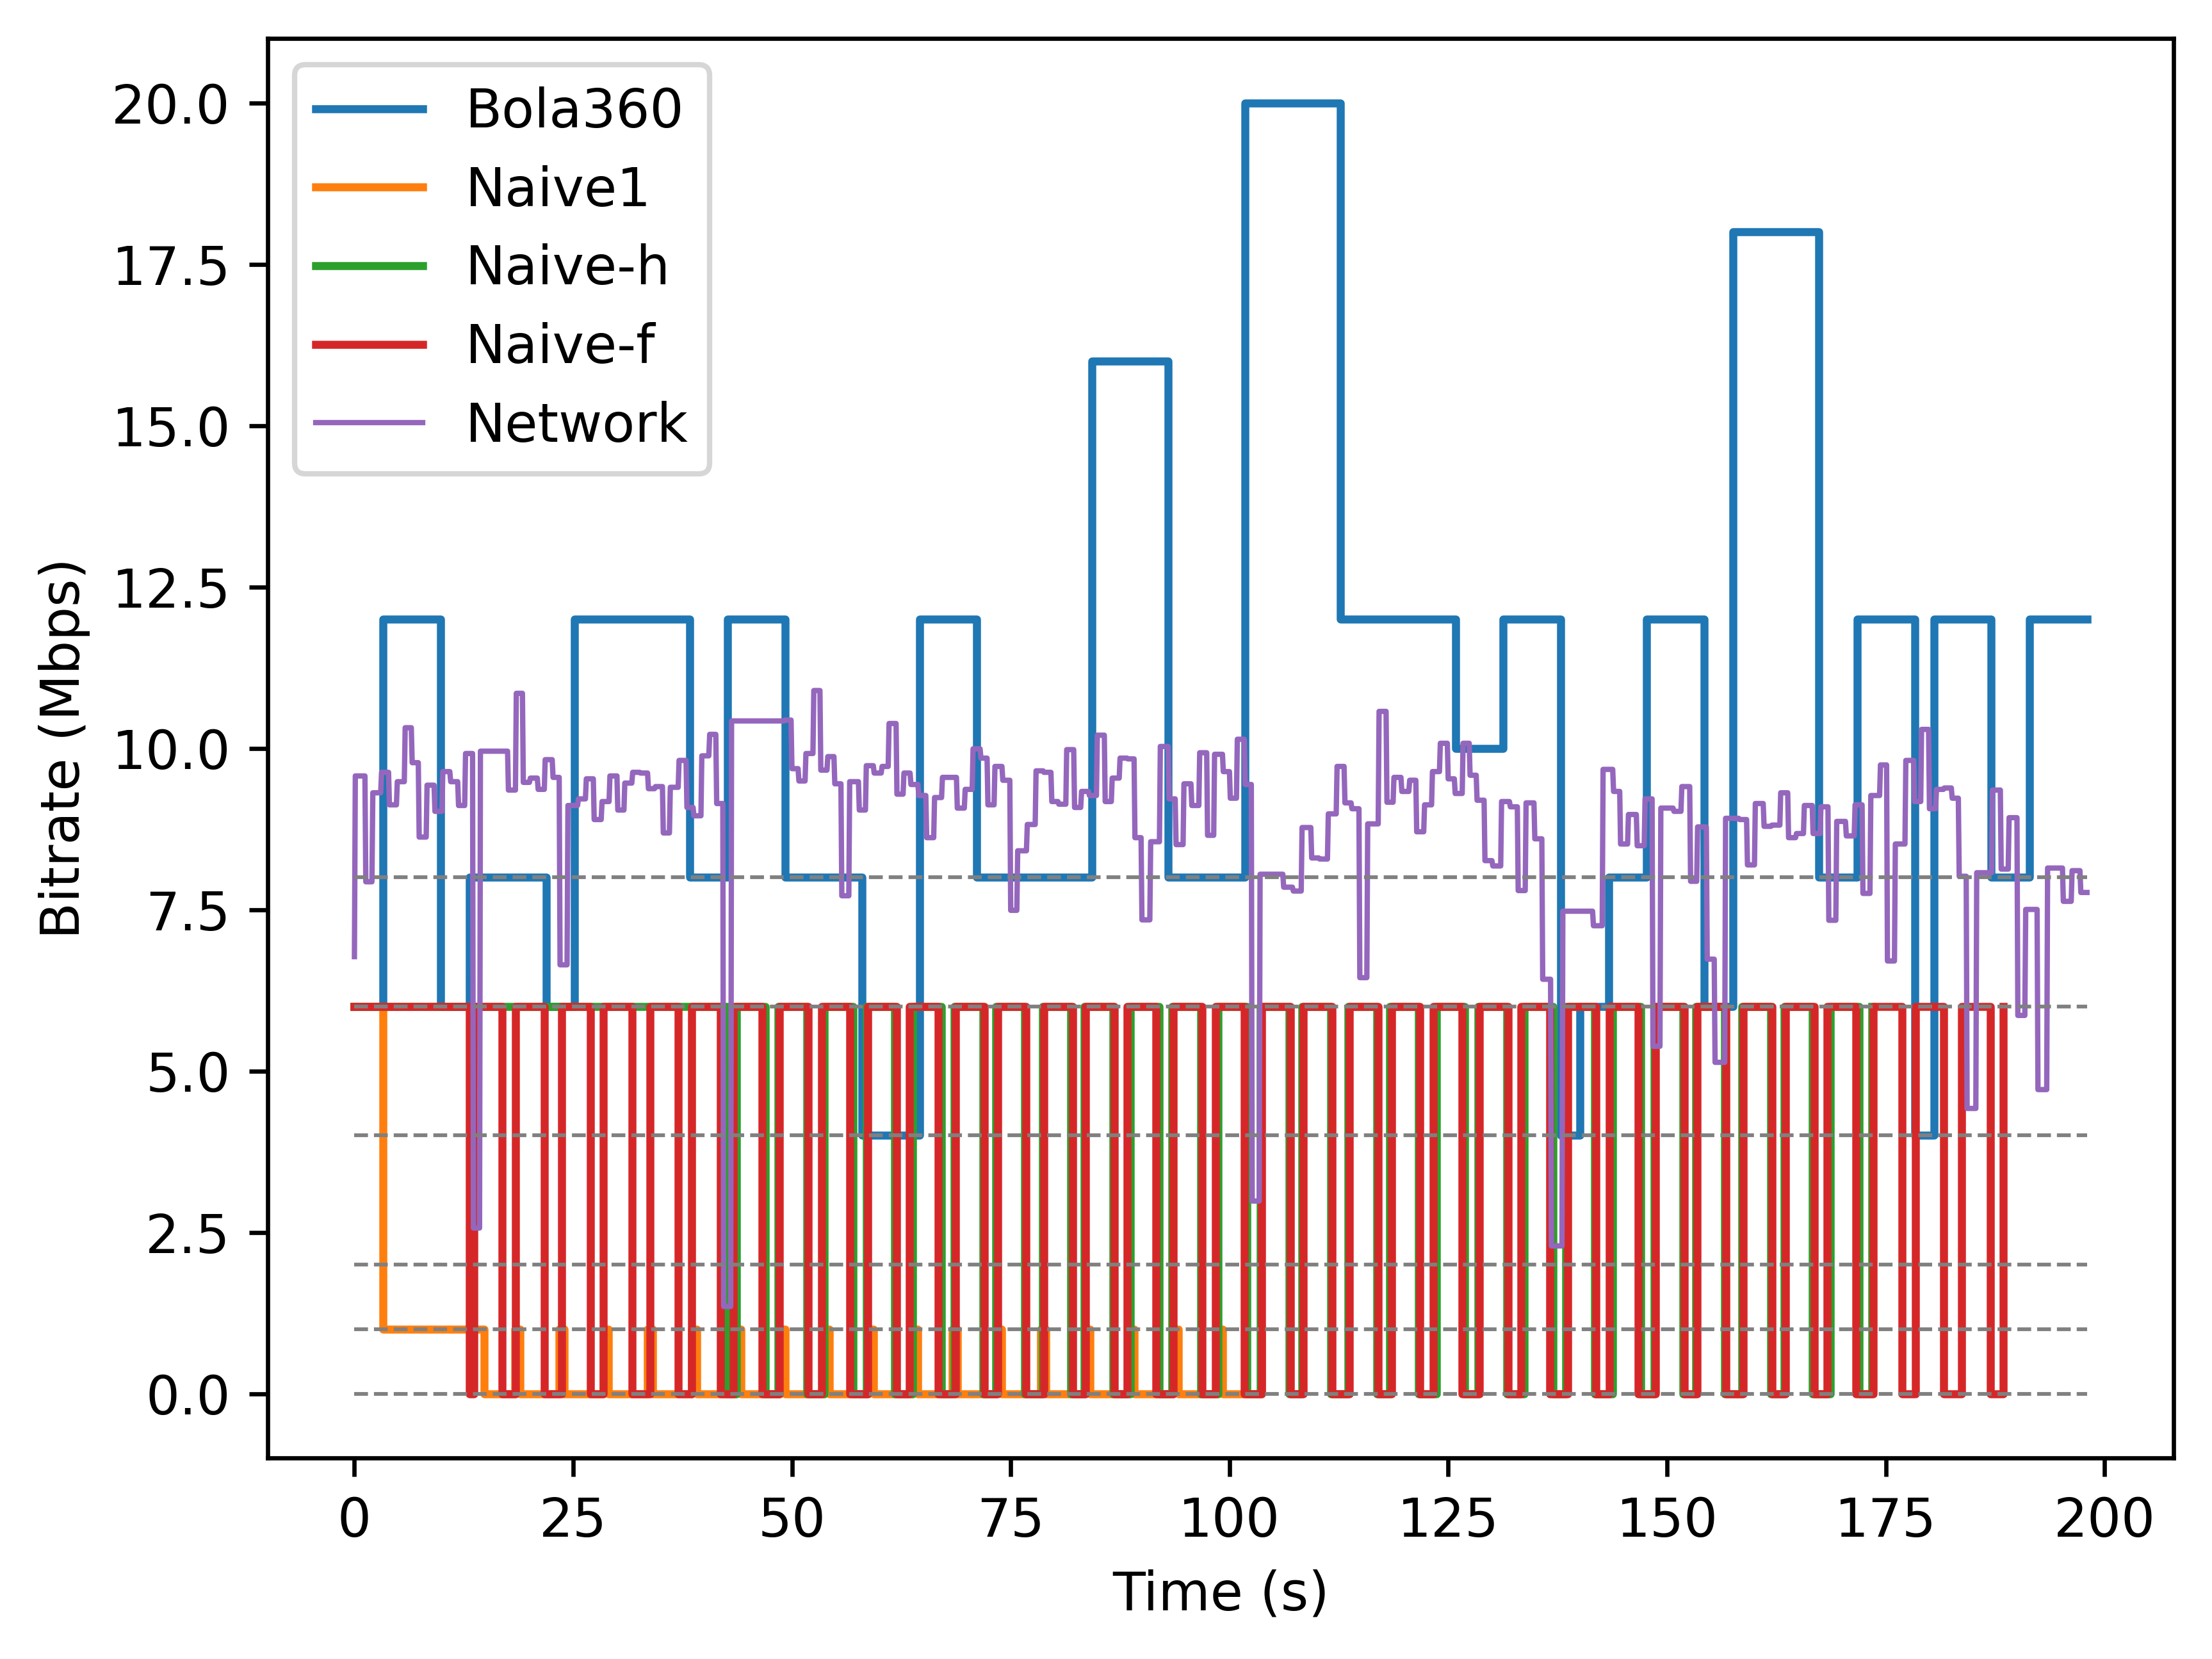 Bola360
Naive1
Naive-h
Naive-f
Network
20.0
17.5
15.0
12.5
10.0
7.5
5.0
2.5
0.0
Bitrate (Mbps)
0 25 50 75 100 125 150 175 200
Time (s)